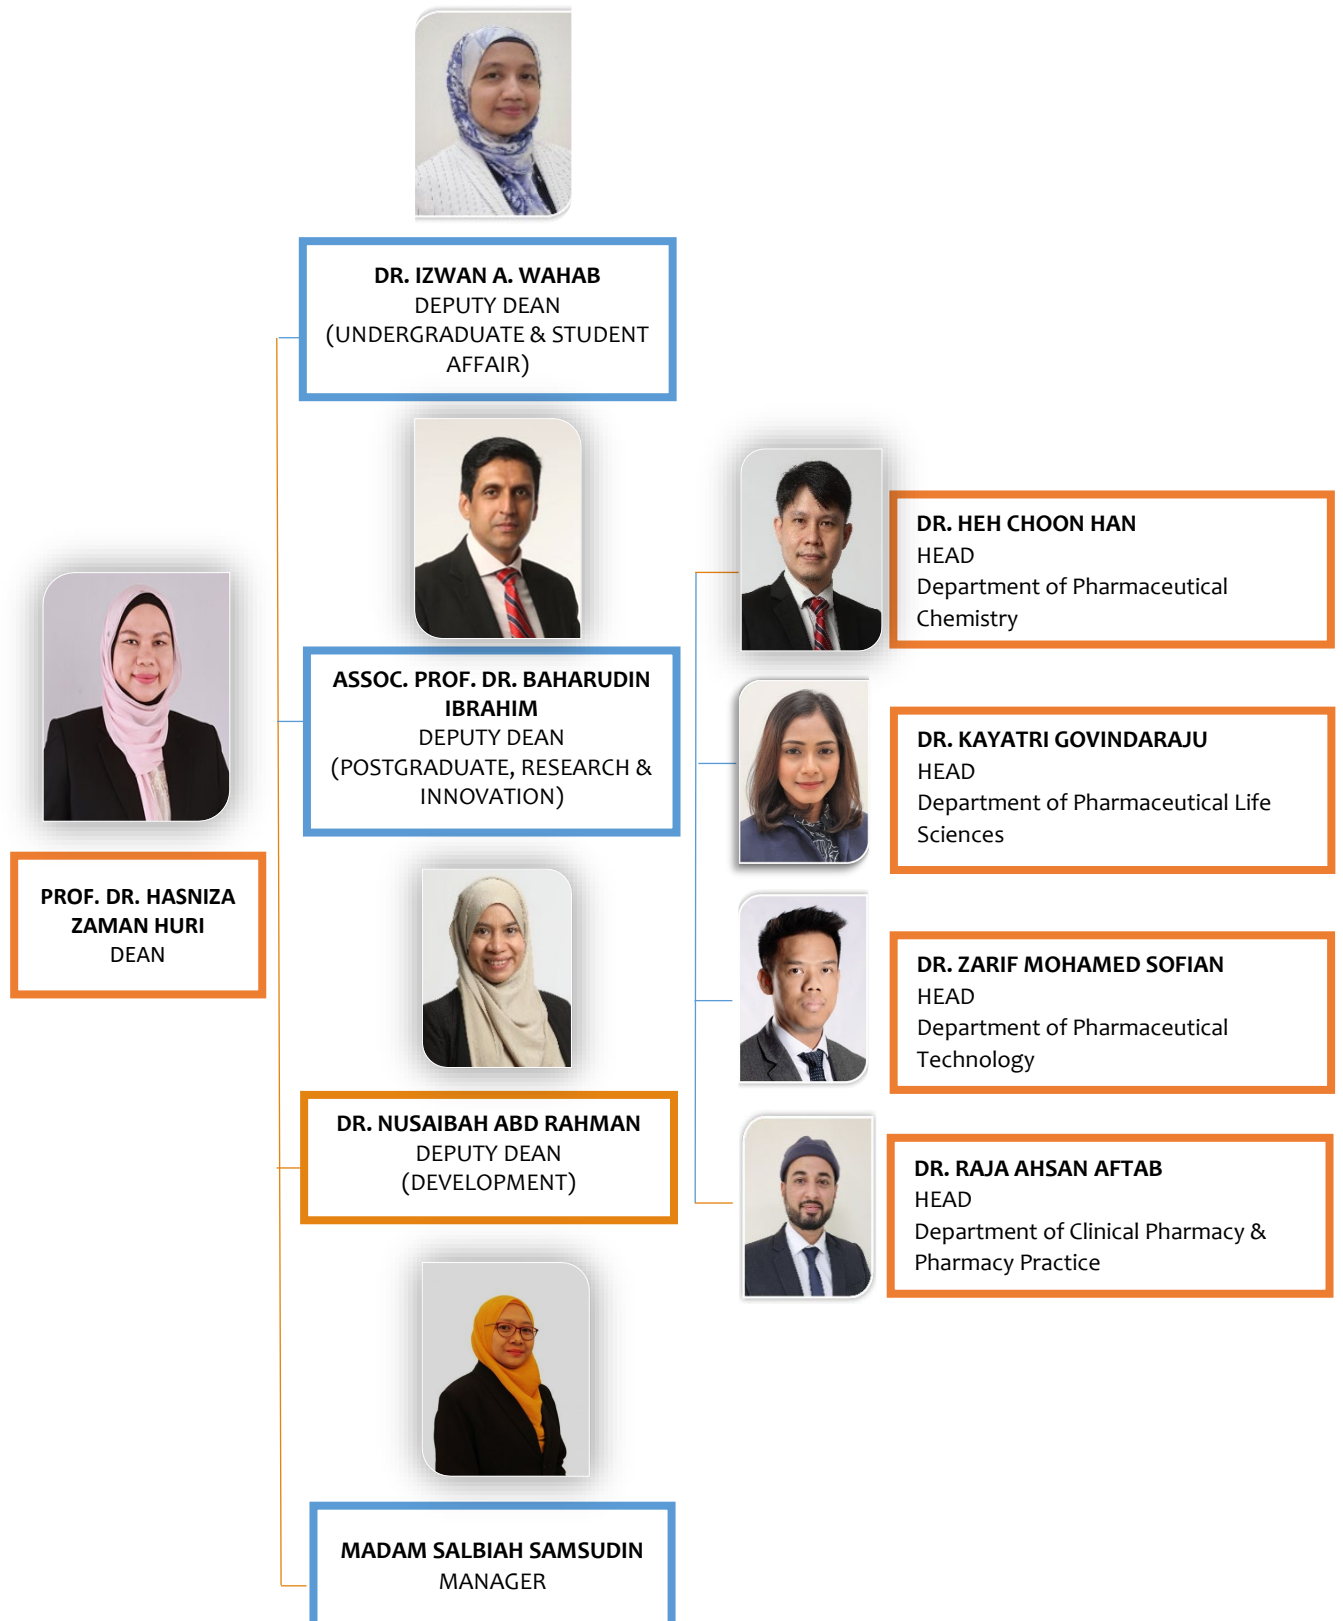 DR. IZWAN A. WAHAB
DEPUTY DEAN
(UNDERGRADUATE & STUDENT
AFFAIR)
ASSOC. PROF. DR. BAHARUDIN
IBRAHIM
DEPUTY DEAN
(POSTGRADUATE, RESEARCH &
INNOVATION)
PROF. DR. HASNIZA
ZAMAN HURI
DEAN
DR. NUSAIBAH ABD RAHMAN
DEPUTY DEAN
(DEVELOPMENT)
MADAM SALBIAH SAMSUDIN
MANAGER
DR. HEH CHOON HAN
HEAD
Department of Pharmaceutical
Chemistry
DR. KAYATRI GOVINDARAJU
HEAD
Department of Pharmaceutical Life
Sciences
DR. ZARIF MOHAMED SOFIAN
HEAD
Department of Pharmaceutical
Technology
DR. RAJA AHSAN AFTAB
HEAD
Department of Clinical Pharmacy &
Pharmacy Practice